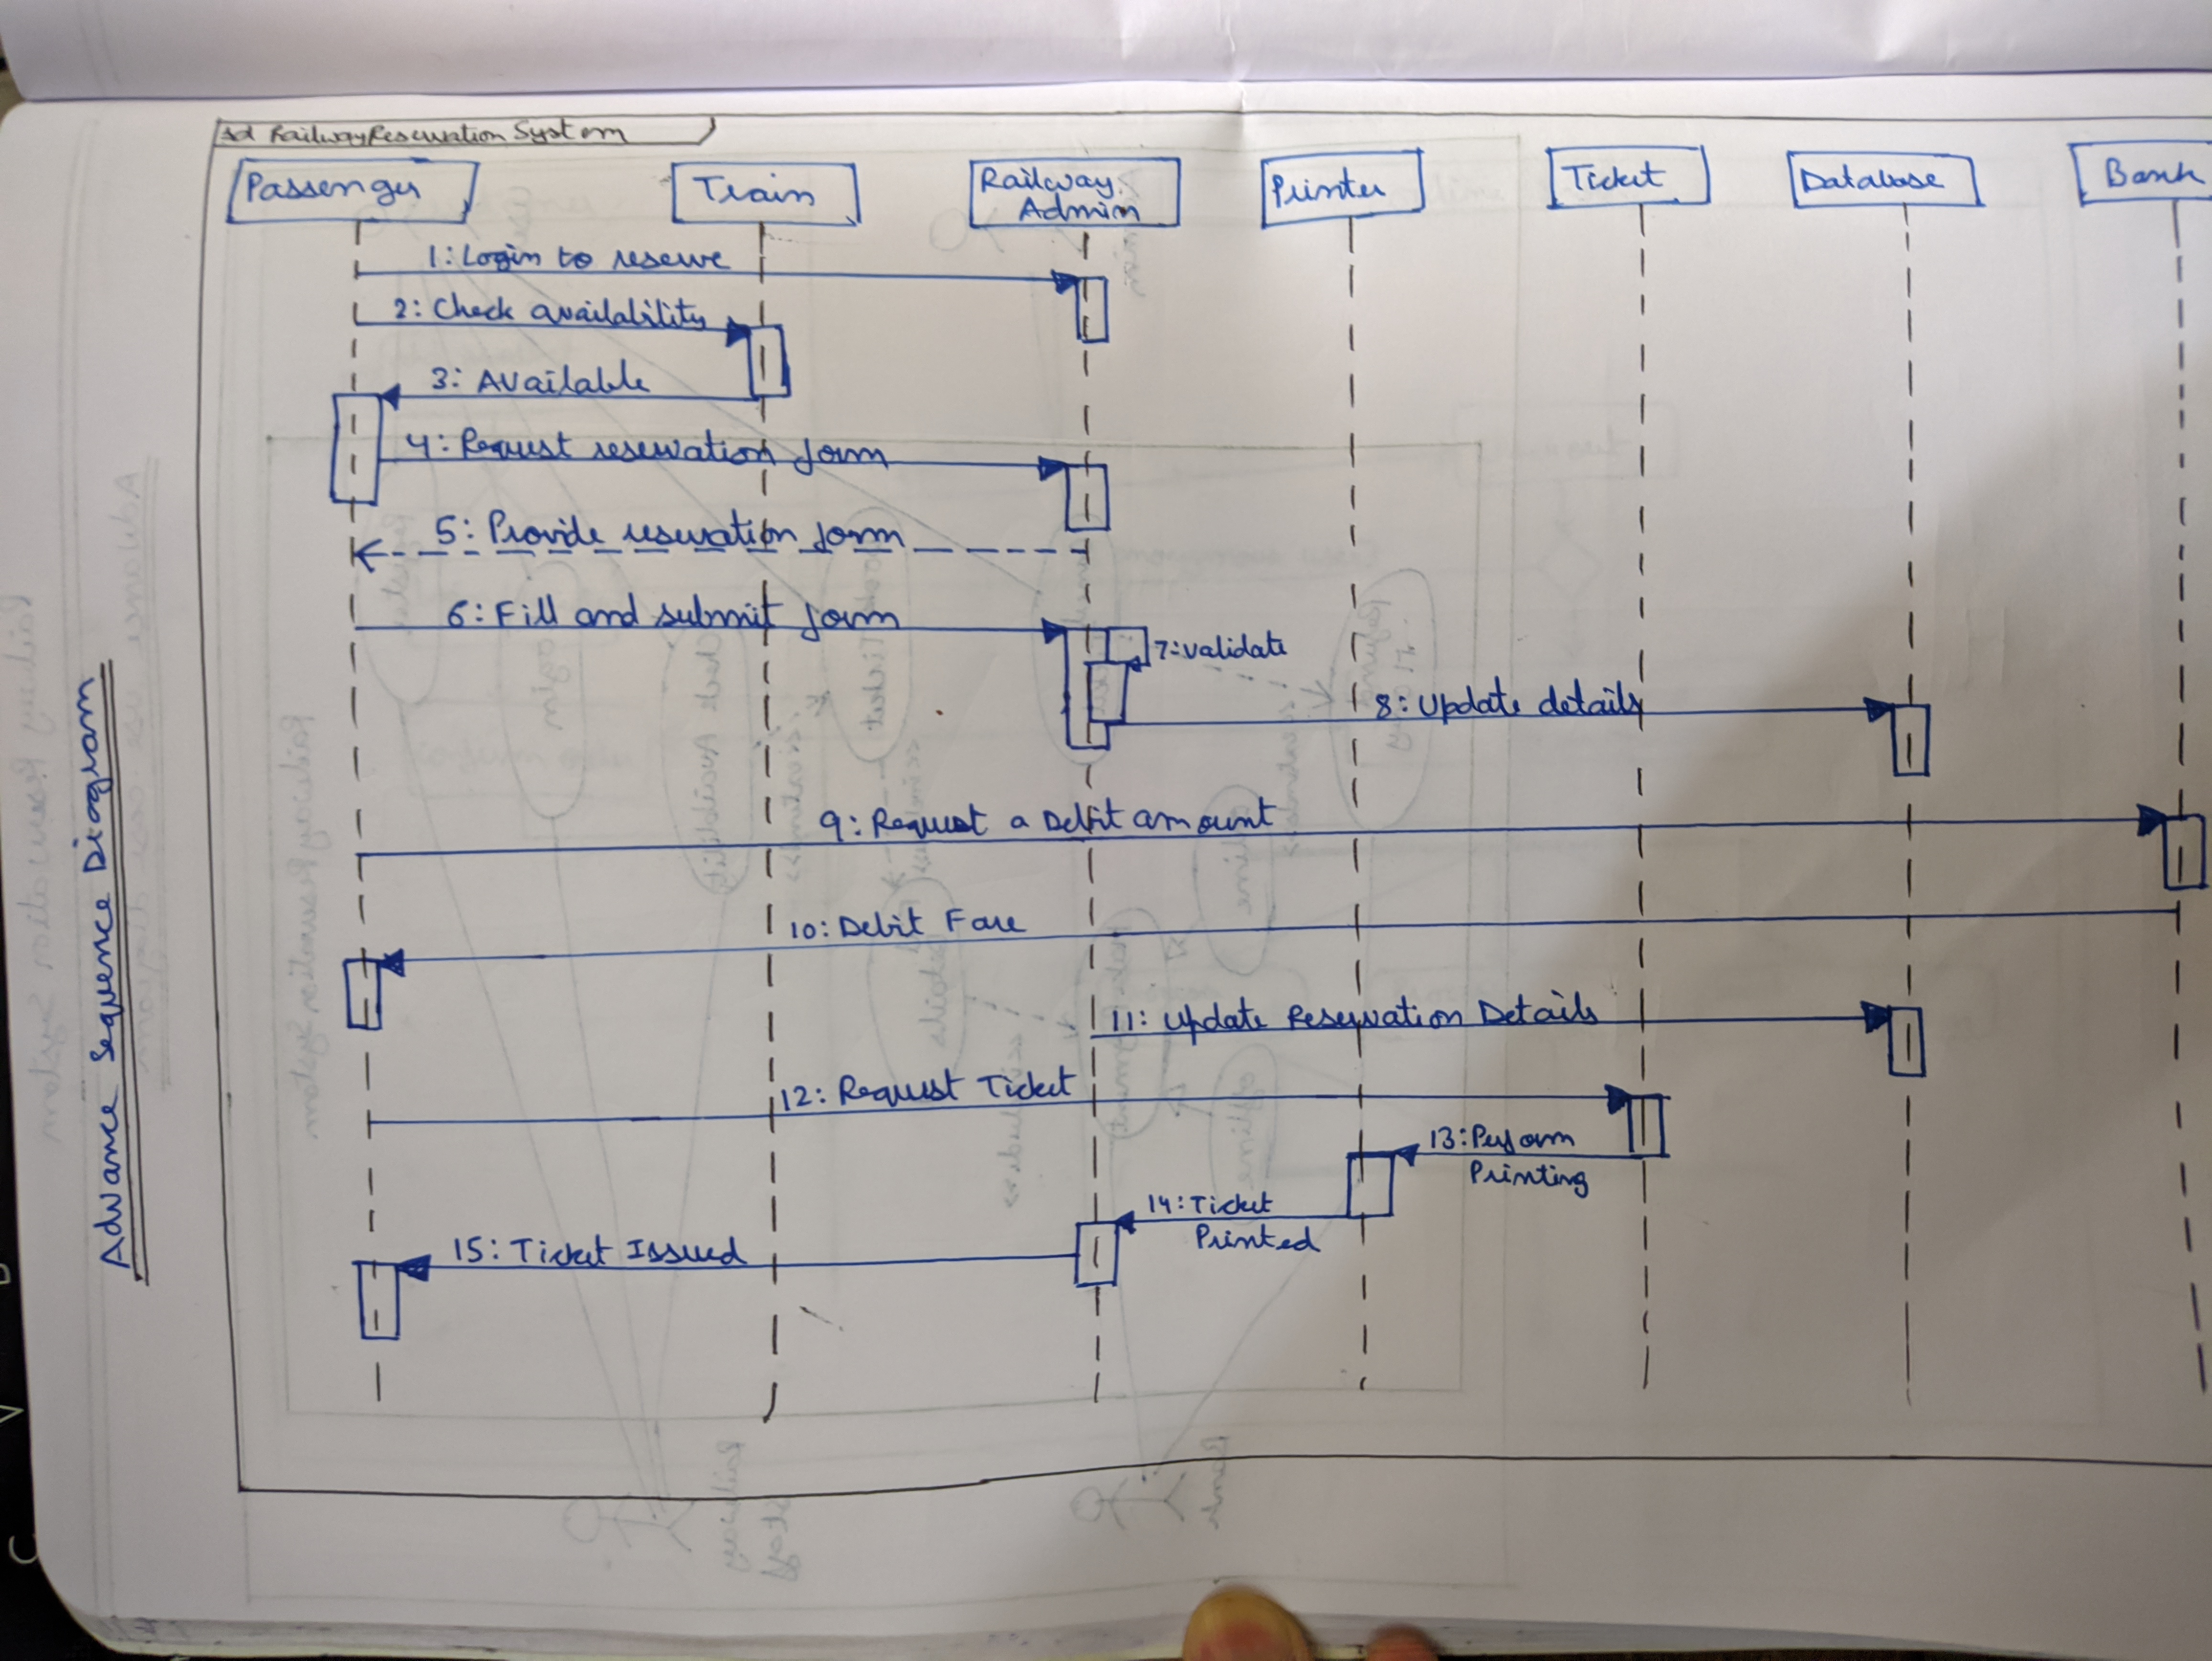 sd RailwayReservation System
Passenger
Train
Railway
Admin
Printer
Ticket
Database
Bank
1: Login to reserve
2: Check availability
3: Available
4: Request reservation form
5: Provide reservation form
6: Fill and submit form
7: validate
8: Update details
9: Request a Debit amount
10: Debit Fare
11: Update Reservation Details
12: Request Ticket
13: Perform
Printing
14: Ticket
Printed
15: Ticket Issued
Advance Sequence Diagram